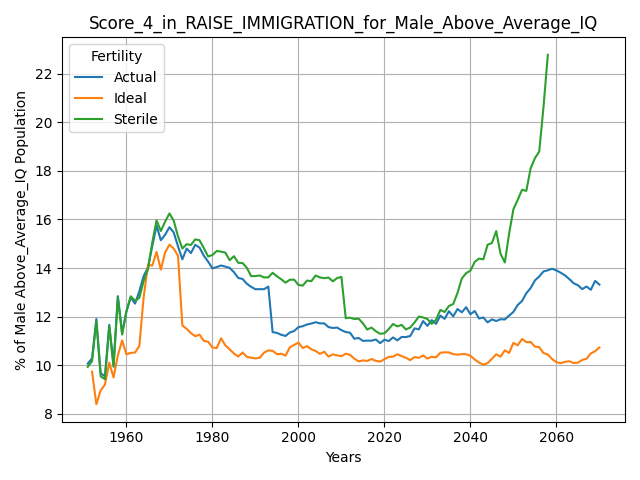 Score_4_in_RAISE_IMMIGRATION_for_Male_Above_Average_IQ
Fertility
Actual
Ideal
Sterile
% of Male Above_Average_IQ Population
22
20
18
16
14
12
10
8
1960
1980
2000
2020
2040
2060
Years